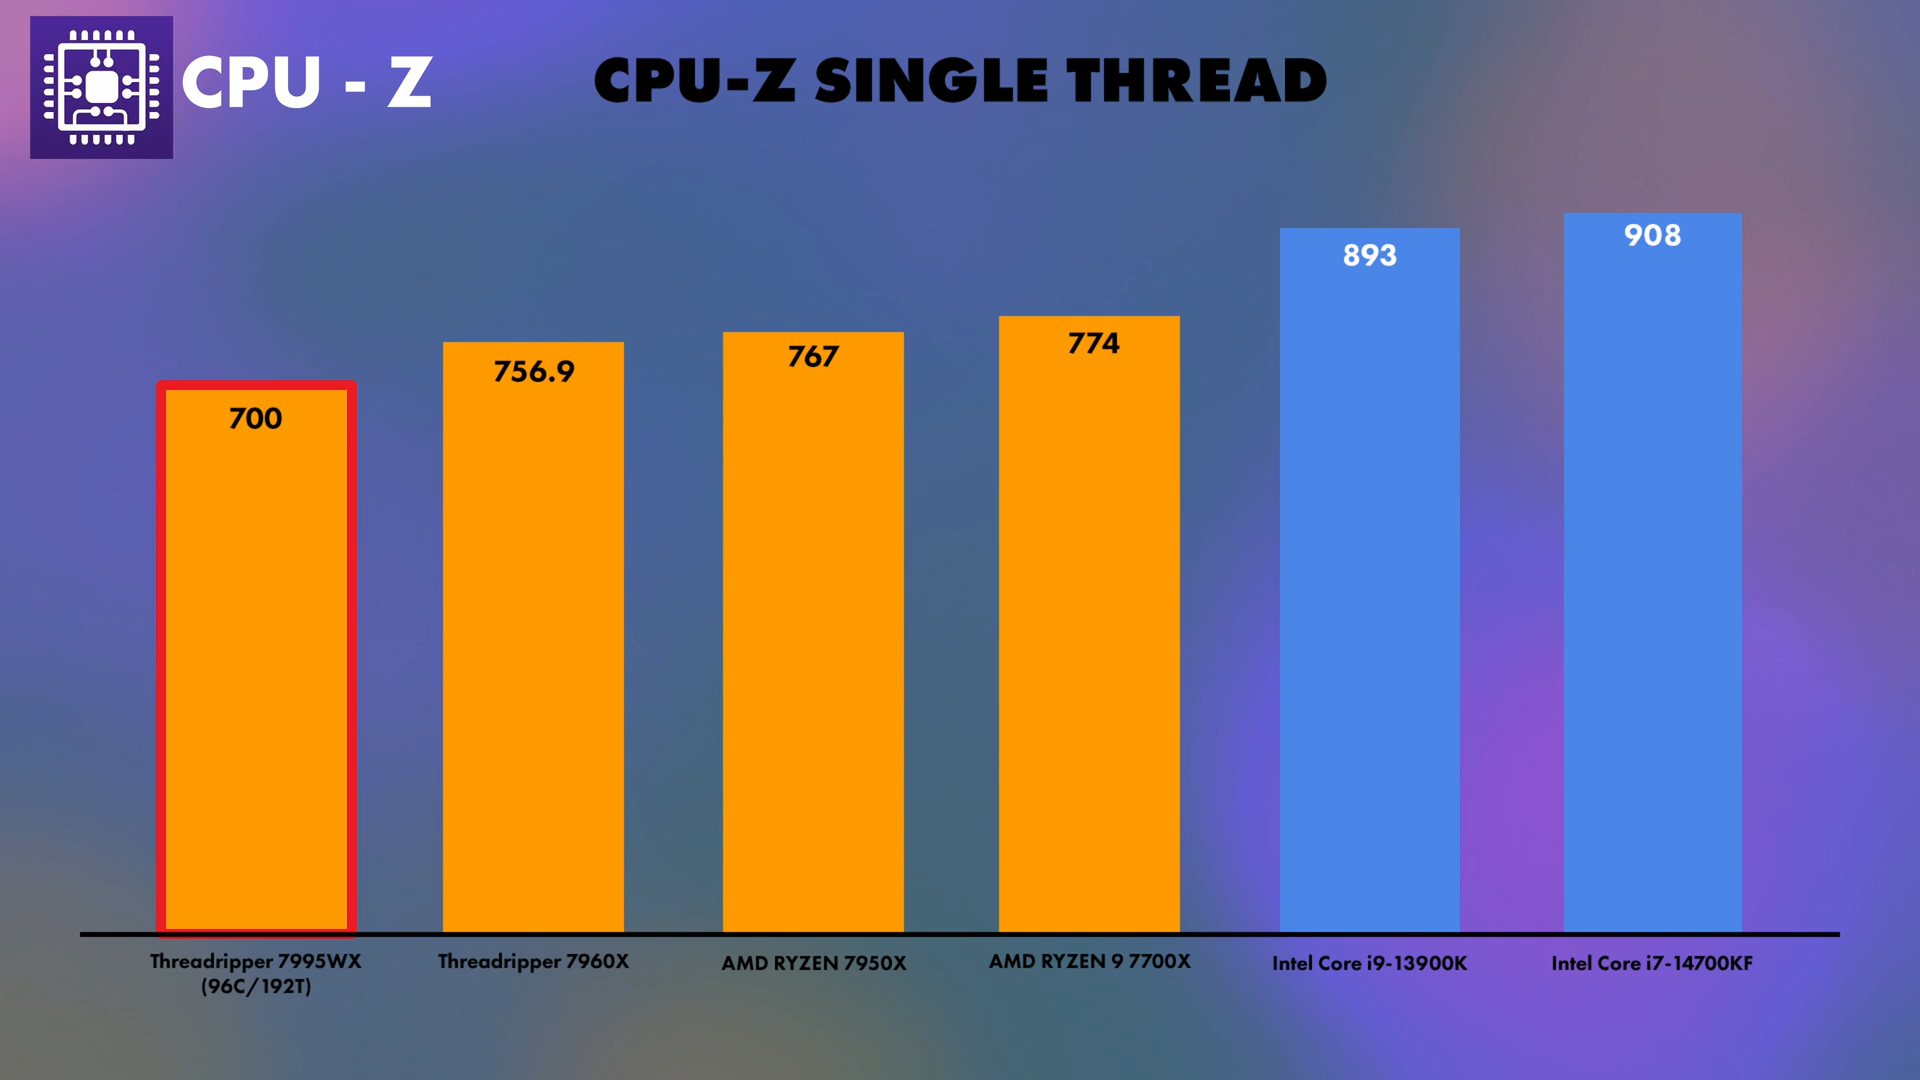 CPU - Z
CPU-Z SINGLE THREAD
700
756.9
767
774
893
908
Threadripper 7995WX
(96C/192T)
Threadripper 7960X
AMD RYZEN 7950X
AMD RYZEN 9 7700X
Intel Core i9-13900K
Intel Core i7-14700KF